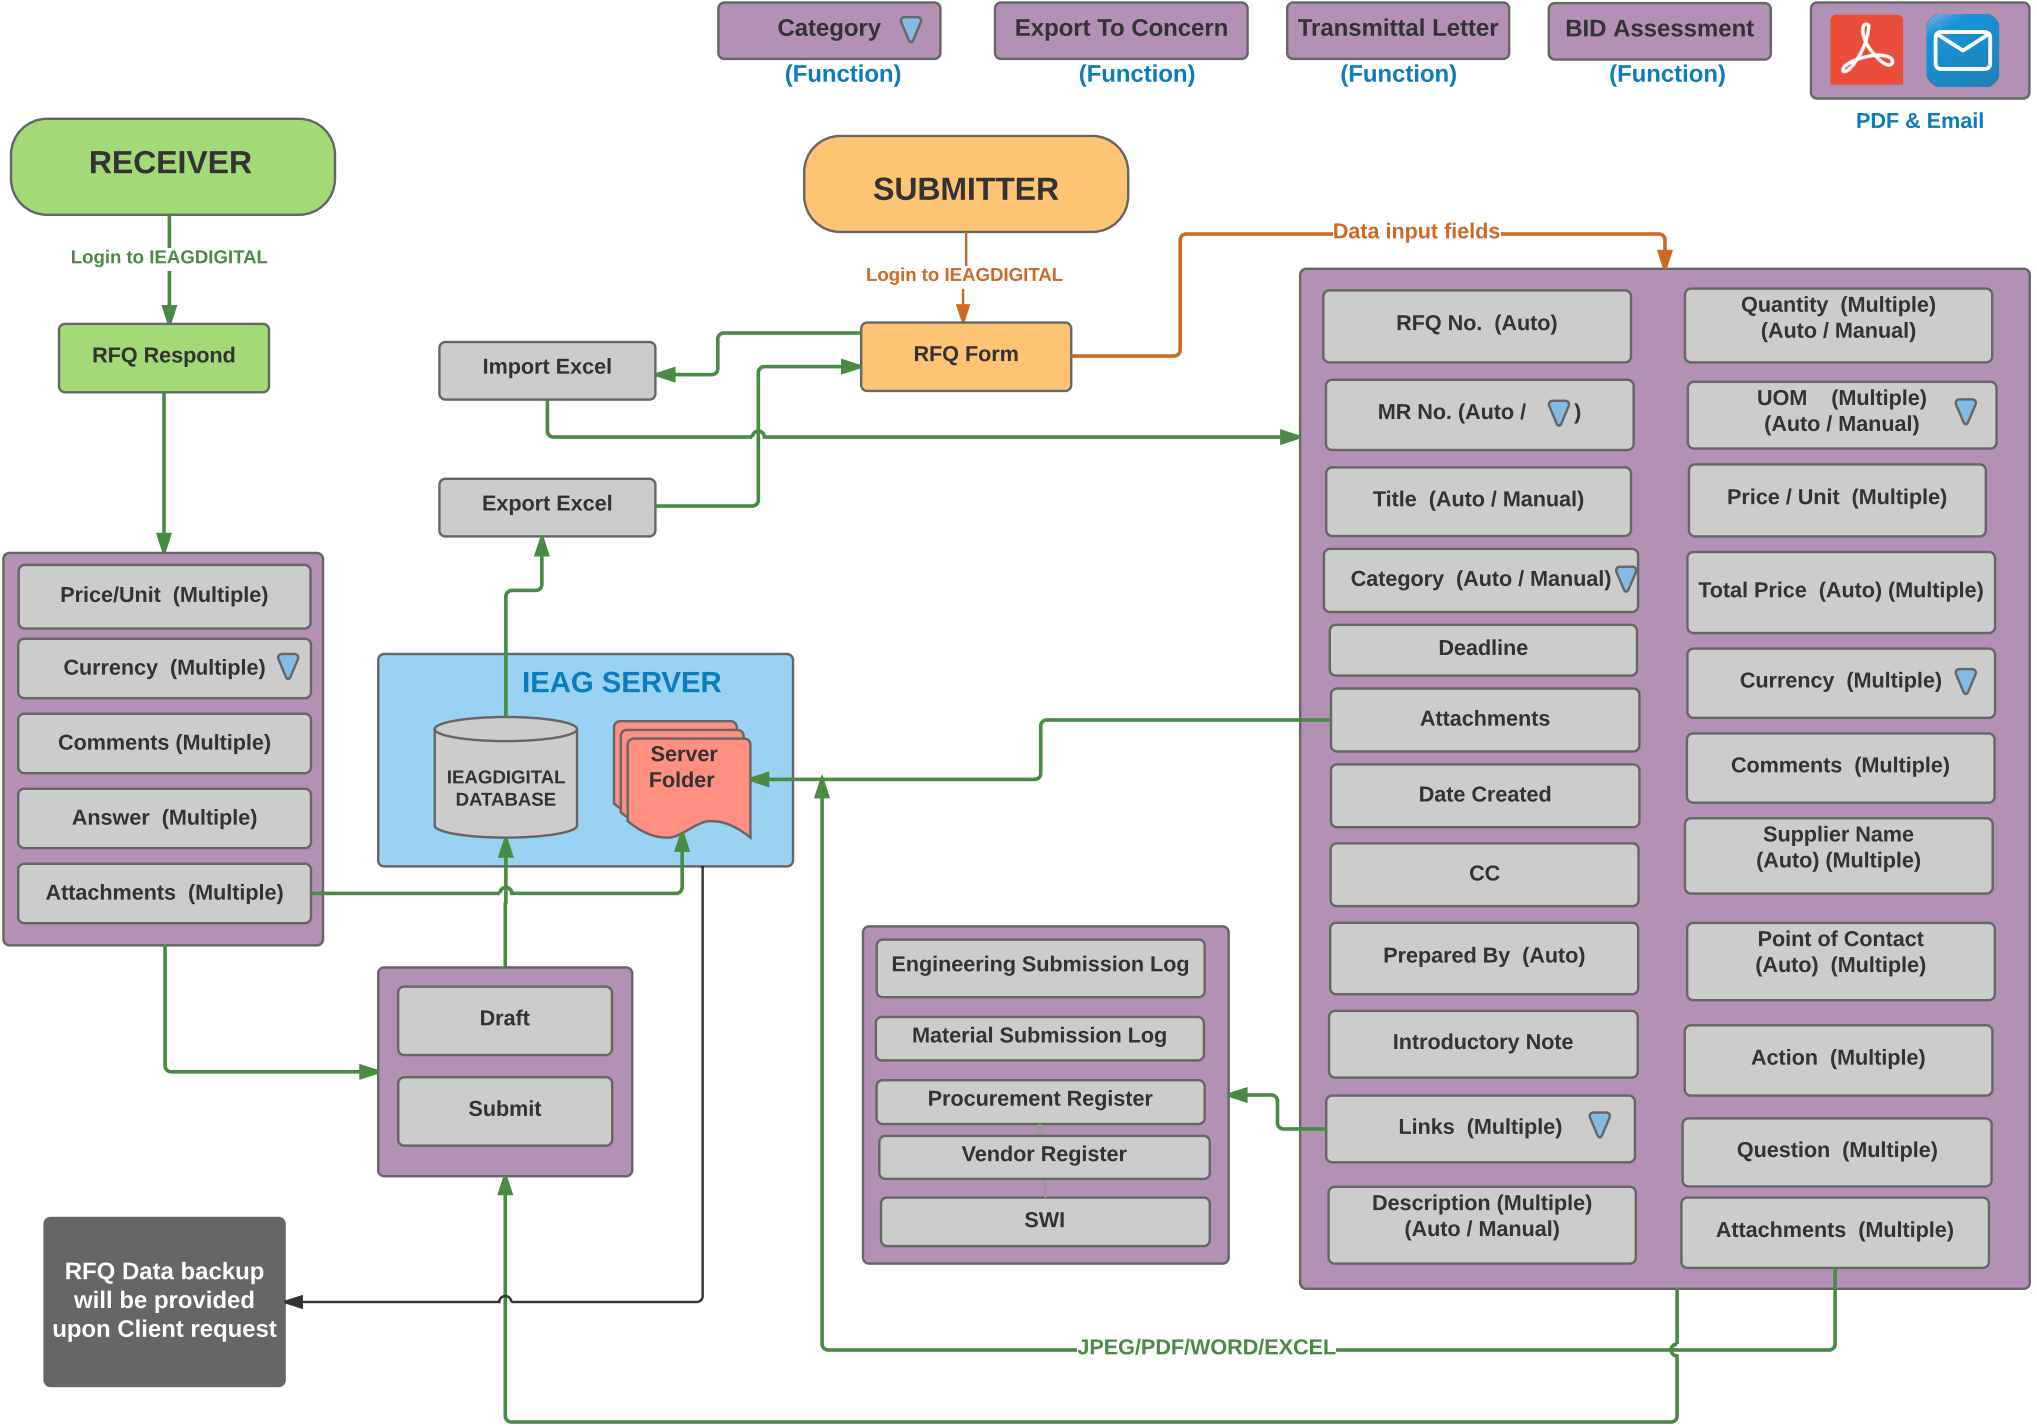 Category
(Function)
Export To Concern
(Function)
Transmittal Letter
(Function)
BID Assessment
(Function)
PDF & Email
RECEIVER
Login to IEAGDIGITAL
RFQ Respond
SUBMITTER
Login to IEAGDIGITAL
RFQ Form
Data input fields
Import Excel
Export Excel
Price/Unit (Multiple)
Currency (Multiple)
Comments (Multiple)
Answer (Multiple)
Attachments (Multiple)
IEAG SERVER
IEAGDIGITAL
DATABASE
Server
Folder
Draft
Submit
RFQ Data backup
will be provided
upon Client request
Engineering Submission Log
Material Submission Log
Procurement Register
Vendor Register
SWI
RFQ No. (Auto)
MR No. (Auto / )
Title (Auto / Manual)
Category (Auto / Manual)
Deadline
Attachments
Date Created
CC
Prepared By (Auto)
Introductory Note
Links (Multiple)
Description (Multiple)
(Auto / Manual)
Quantity (Multiple)
(Auto / Manual)
UOM (Multiple)
(Auto / Manual)
Price / Unit (Multiple)
Total Price (Auto) (Multiple)
Currency (Multiple)
Comments (Multiple)
Supplier Name
(Auto) (Multiple)
Point of Contact
(Auto) (Multiple)
Action (Multiple)
Question (Multiple)
Attachments (Multiple)
JPEG/PDF/WORD/EXCEL